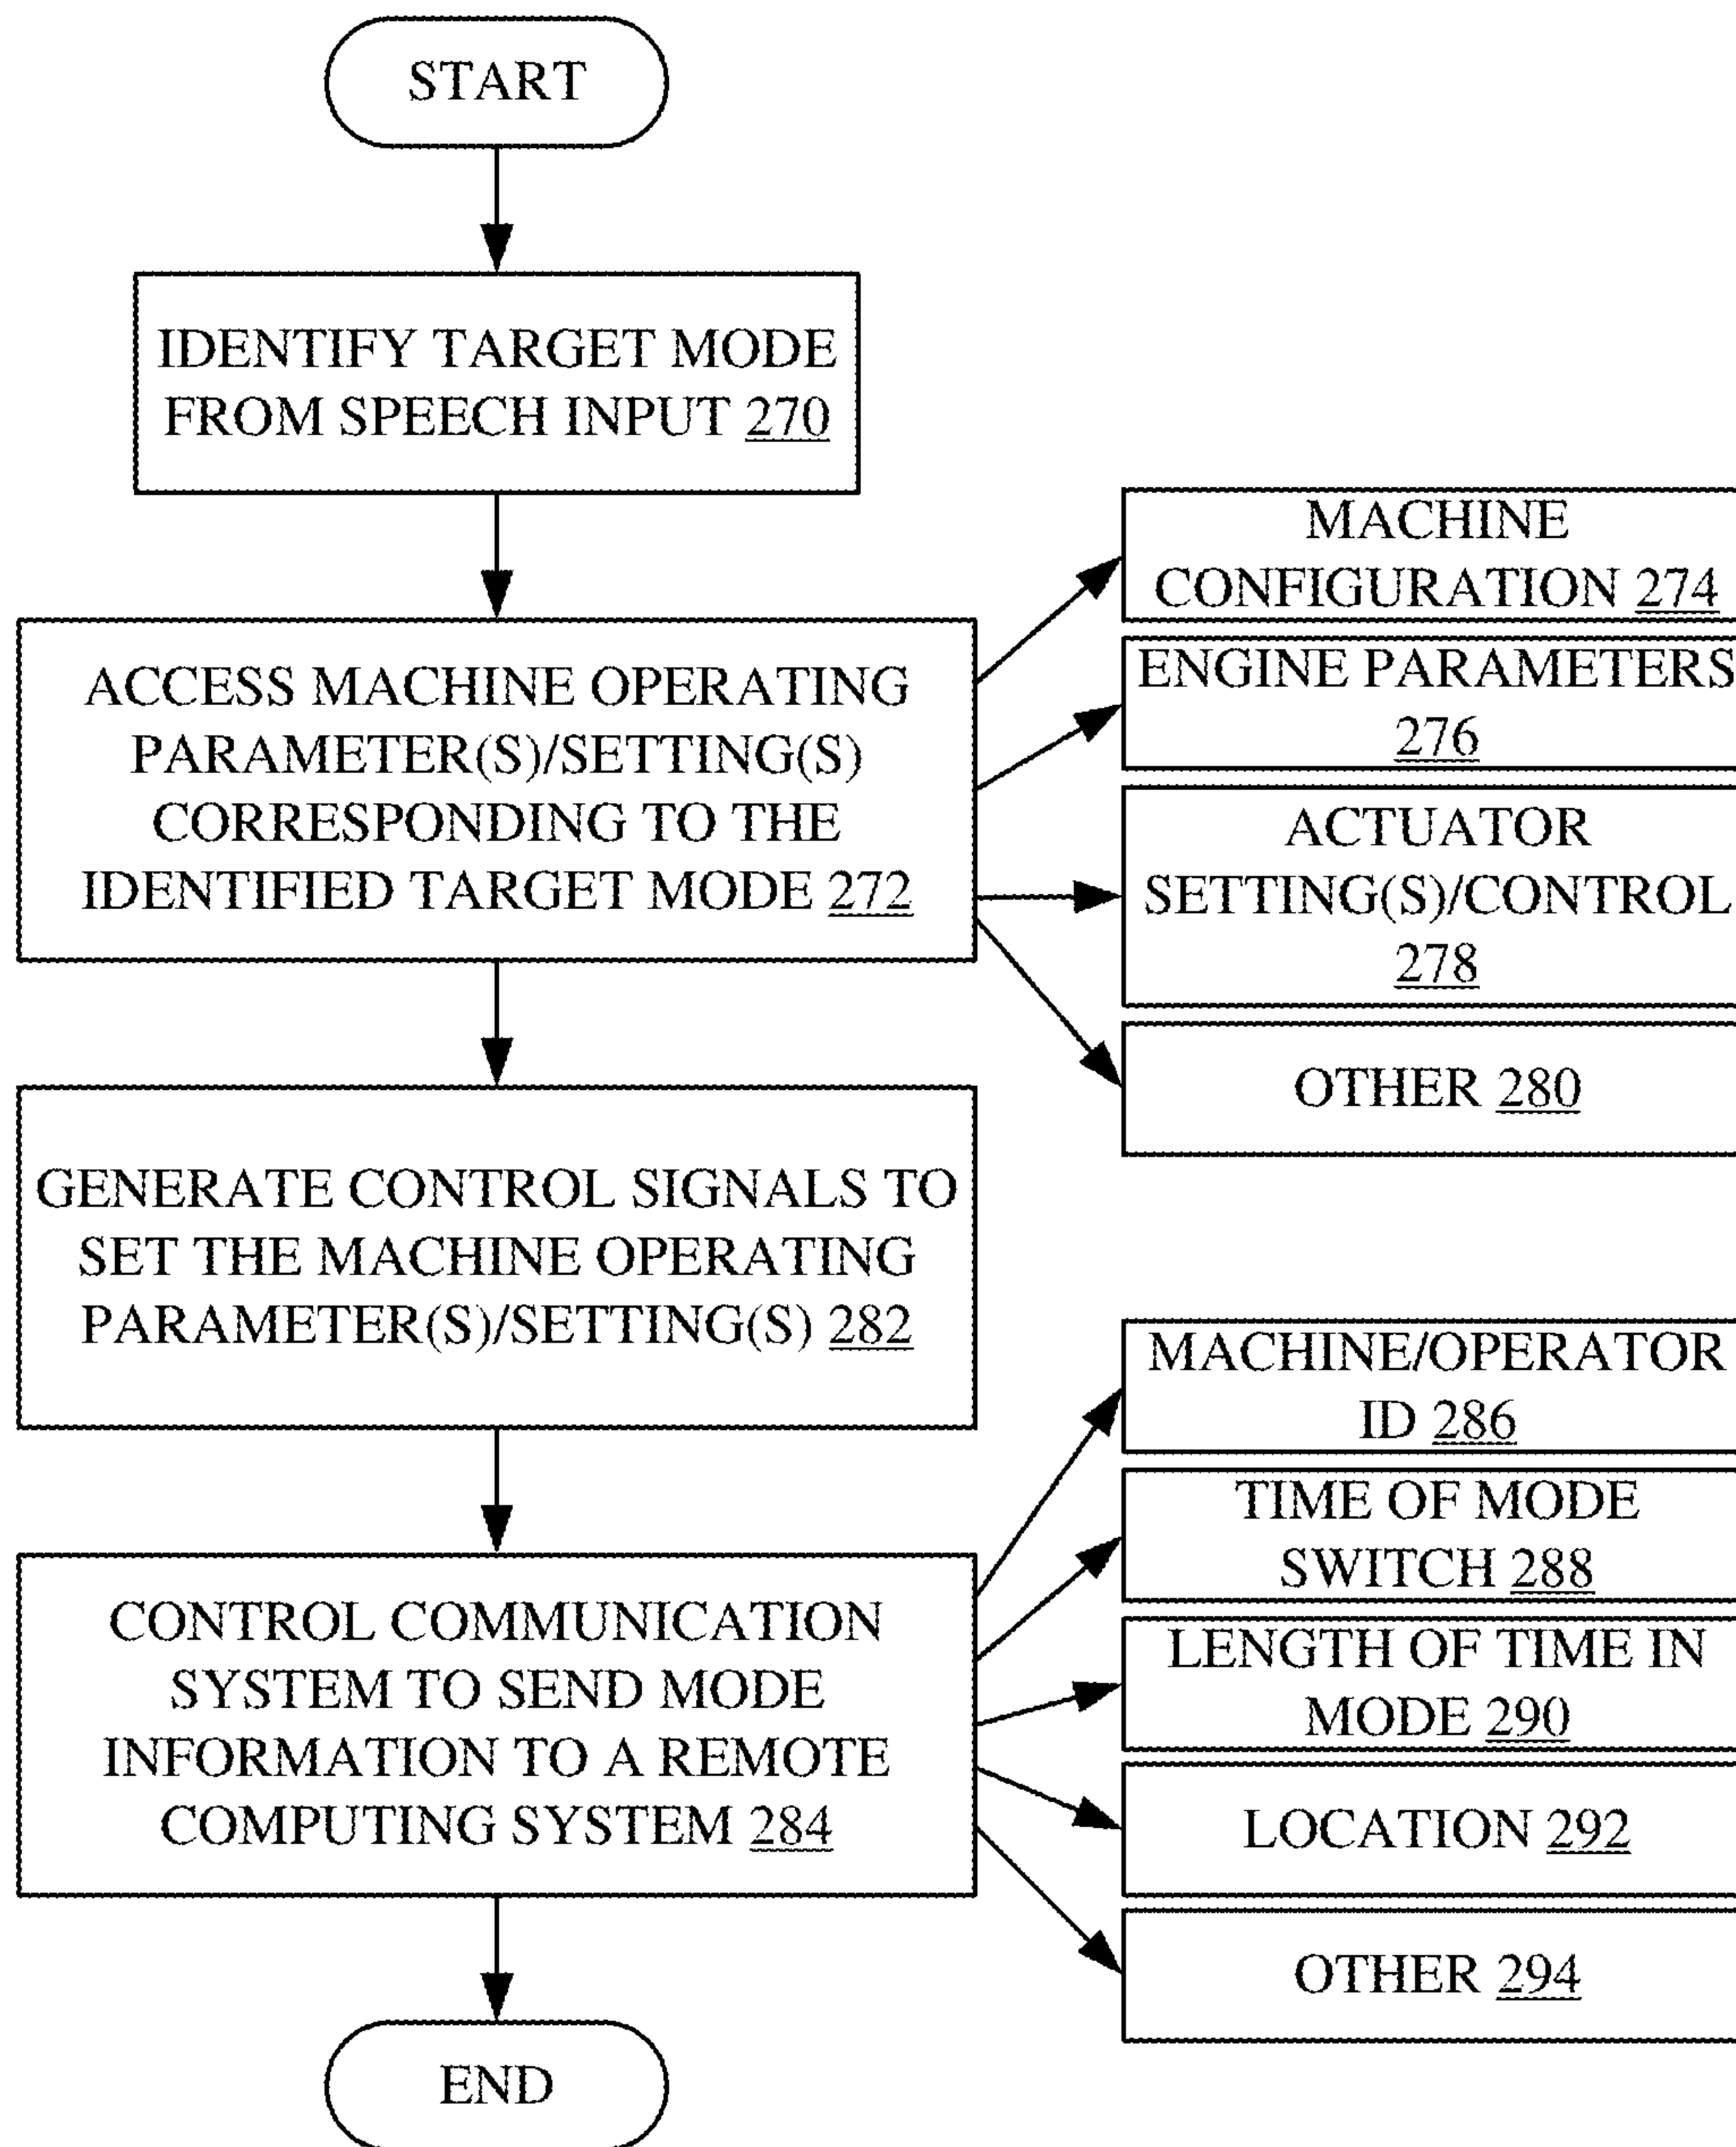 START
IDENTIFY TARGET MODE
FROM SPEECH INPUT 270
ACCESS MACHINE OPERATING
PARAMETER(S)/SETTING(S)
CORRESPONDING TO THE
IDENTIFIED TARGET MODE 272
MACHINE
CONFIGURATION 274
ENGINE PARAMETERS
276
ACTUATOR
SETTING(S)/CONTROL
278
OTHER 280
GENERATE CONTROL SIGNALS TO
SET THE MACHINE OPERATING
PARAMETER(S)/SETTING(S) 282
CONTROL COMMUNICATION
SYSTEM TO SEND MODE
INFORMATION TO A REMOTE
COMPUTING SYSTEM 284
MACHINE/OPERATOR
ID 286
TIME OF MODE
SWITCH 288
LENGTH OF TIME IN
MODE 290
LOCATION 292
OTHER 294
END